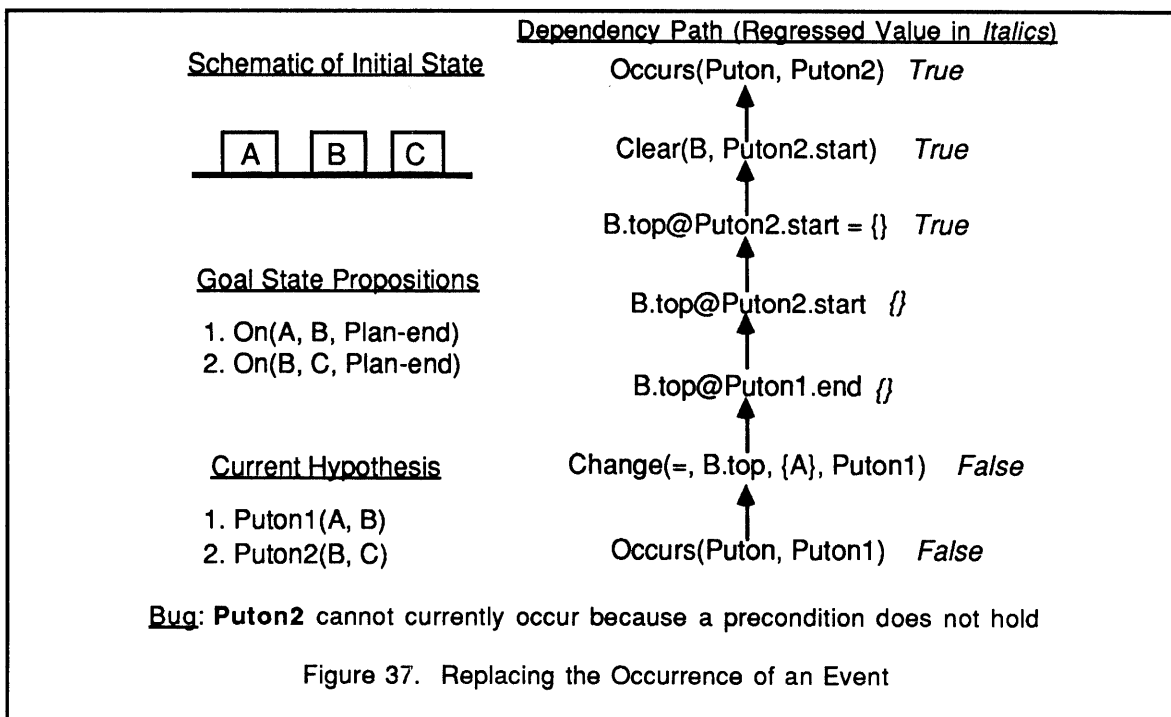 Dependency Path (Regressed Value in Italics)
Schematic of Initial State
Occurs(Puton, Puton2) True
A B C
Clear(B, Puton2.start) True
B.top@Puton2.start = {} True
Goal State Propositions
B.top@Puton2.start {}
1. On(A, B, Plan-end)
2. On(B, C, Plan-end)
B.top@Puton1.end {}
Current Hypothesis
Change(=, B.top, {A}, Puton1) False
1. Puton1(A, B)
2. Puton2(B, C)
Occurs(Puton, Puton1) False
Bug: Puton2 cannot currently occur because a precondition does not hold
Figure 37. Replacing the Occurrence of an Event